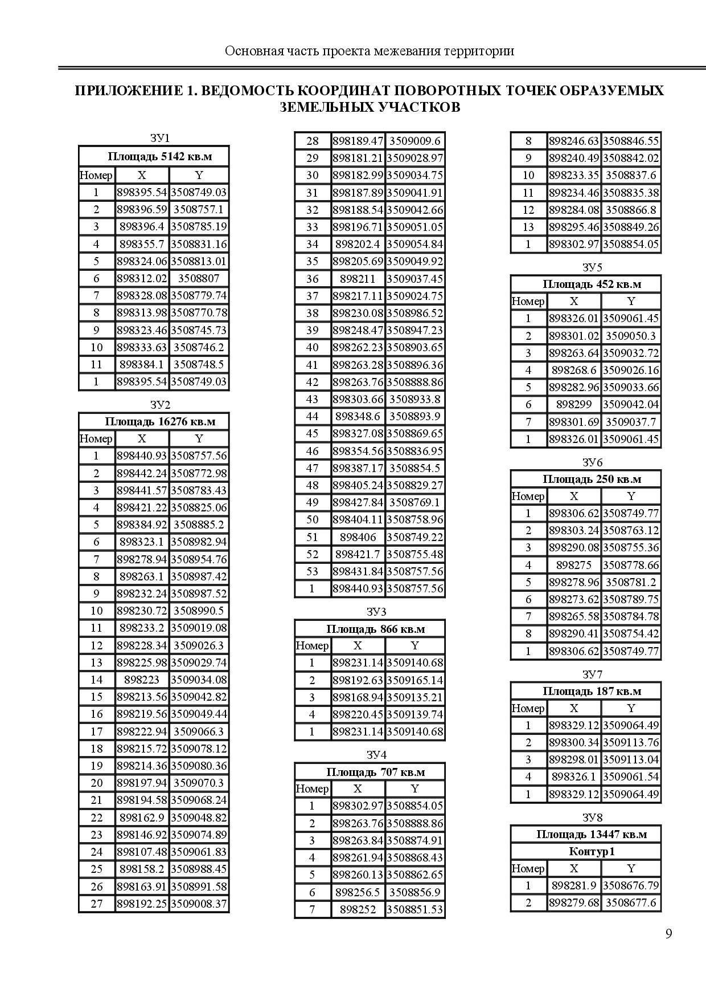 Основная часть проекта межевания территории
ПРИЛОЖЕНИЕ 1. ВЕДОМОСТЬ КООРДИНАТ ПОВОРОТНЫХ ТОЧЕК ОБРАЗУЕМЫХ
ЗЕМЕЛЬНЫХ УЧАСТКОВ
ЗУ1
Площадь 5142 кв.м
Номер X Y
1 898395.54 3508749.03
2 898396.59 3508757.1
3 898396.4 3508785.19
4 898355.7 3508831.16
5 898324.06 3508813.01
6 898312.02 3508807
7 898328.08 3508779.74
8 898313.98 3508770.78
9 898323.46 3508745.73
10 898333.63 3508746.2
11 898384.1 3508748.5
1 898395.54 3508749.03
ЗУ2
Площадь 16276 кв.м
Номер X Y
1 898440.93 3508757.56
2 898442.24 3508772.98
3 898441.57 3508783.43
4 898421.22 3508825.06
5 898384.92 3508885.2
6 898323.1 3508982.94
7 898278.94 3508954.76
8 898263.1 3508987.42
9 898232.24 3508987.52
10 898230.72 3508990.5
11 898233.2 3509019.08
12 898228.34 3509026.3
13 898225.98 3509029.74
14 898223 3509034.08
15 898213.56 3509042.82
16 898219.56 3509049.44
17 898222.94 3509066.3
18 898215.72 3509078.12
19 898214.36 3509080.36
20 898197.94 3509070.3
21 898194.58 3509068.24
22 898162.9 3509048.82
23 898146.92 3509074.89
24 898107.48 3509061.83
25 898158.2 3508988.45
26 898163.91 3508991.58
27 898192.25 3509008.37
28 898189.47 3509009.6
29 898181.21 3509028.97
30 898182.99 3509034.75
31 898187.89 3509041.91
32 898188.54 3509042.66
33 898196.71 3509051.05
34 898202.4 3509054.84
35 898205.69 3509049.92
36 898211 3509037.45
37 898217.11 3509024.75
38 898230.08 3508986.52
39 898248.47 3508947.23
40 898262.23 3508903.65
41 898263.28 3508896.36
42 898263.76 3508888.86
43 898303.66 3508933.8
44 898348.6 3508893.9
45 898327.08 3508869.65
46 898354.56 3508836.95
47 898387.17 3508854.5
48 898405.24 3508829.27
49 898427.84 3508769.1
50 898404.11 3508758.96
51 898406 3508749.22
52 898421.7 3508755.48
53 898431.84 3508757.56
1 898440.93 3508757.56
ЗУ3
Площадь 866 кв.м
Номер X Y
1 898231.14 3509140.68
2 898192.63 3509165.14
3 898168.94 3509135.21
4 898220.45 3509139.74
1 898231.14 3509140.68
ЗУ4
Площадь 707 кв.м
Номер X Y
1 898302.97 3508854.05
2 898263.76 3508888.86
3 898263.84 3508874.91
4 898261.94 3508868.43
5 898260.13 3508862.65
6 898256.5 3508856.9
7 898252 3508851.53
8 898246.63 3508846.55
9 898240.49 3508842.02
10 898233.35 3508837.6
11 898234.46 3508835.38
12 898284.08 3508866.8
13 898295.46 3508849.26
1 898302.97 3508854.05
ЗУ5
Площадь 452 кв.м
Номер X Y
1 898326.01 3509061.45
2 898301.02 3509050.3
3 898263.64 3509032.72
4 898268.6 3509026.16
5 898282.96 3509033.66
6 898299 3509042.04
7 898301.69 3509037.7
1 898326.01 3509061.45
ЗУ6
Площадь 250 кв.м
Номер X Y
1 898306.62 3508749.77
2 898303.24 3508763.12
3 898290.08 3508755.36
4 898275 3508778.66
5 898278.96 3508781.2
6 898273.62 3508789.75
7 898265.58 3508784.78
8 898290.41 3508754.42
1 898306.62 3508749.77
ЗУ7
Площадь 187 кв.м
Номер X Y
1 898329.12 3509064.49
2 898300.34 3509113.76
3 898298.01 3509113.04
4 898326.1 3509061.54
1 898329.12 3509064.49
ЗУ8
Площадь 13447 кв.м
Контур1
Номер X Y
1 898281.9 3508676.79
2 898279.68 3508677.6
9